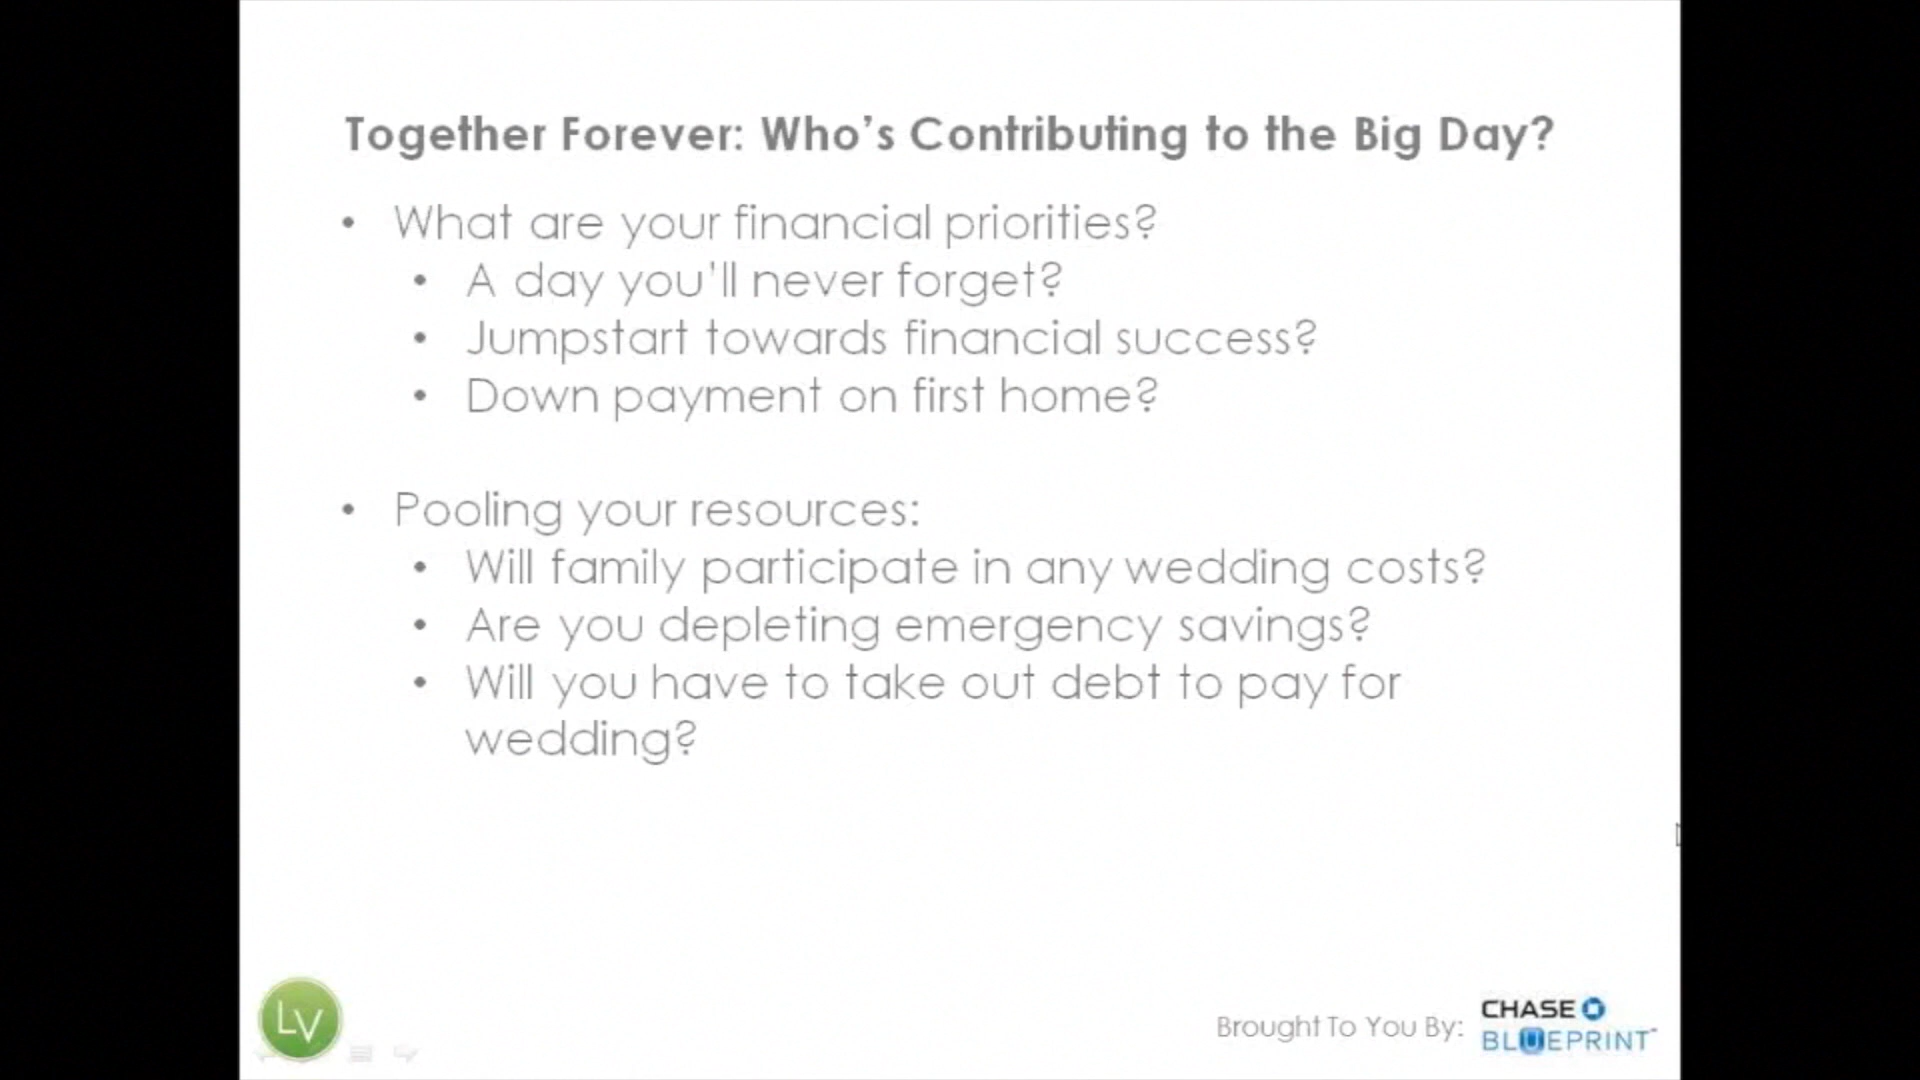 Together Forever: Who’s Contributing to the Big Day?
• What are your financial priorities?
• A day you'll never forget?
• Jumpstart towards financial success?
• Down payment on first home?
• Pooling your resources:
• Will family participate in any wedding costs?
• Are you depleting emergency savings?
• Will you have to take out debt to pay for
wedding?
LV
Brought To You By:
CHASE
BLUEPRINT